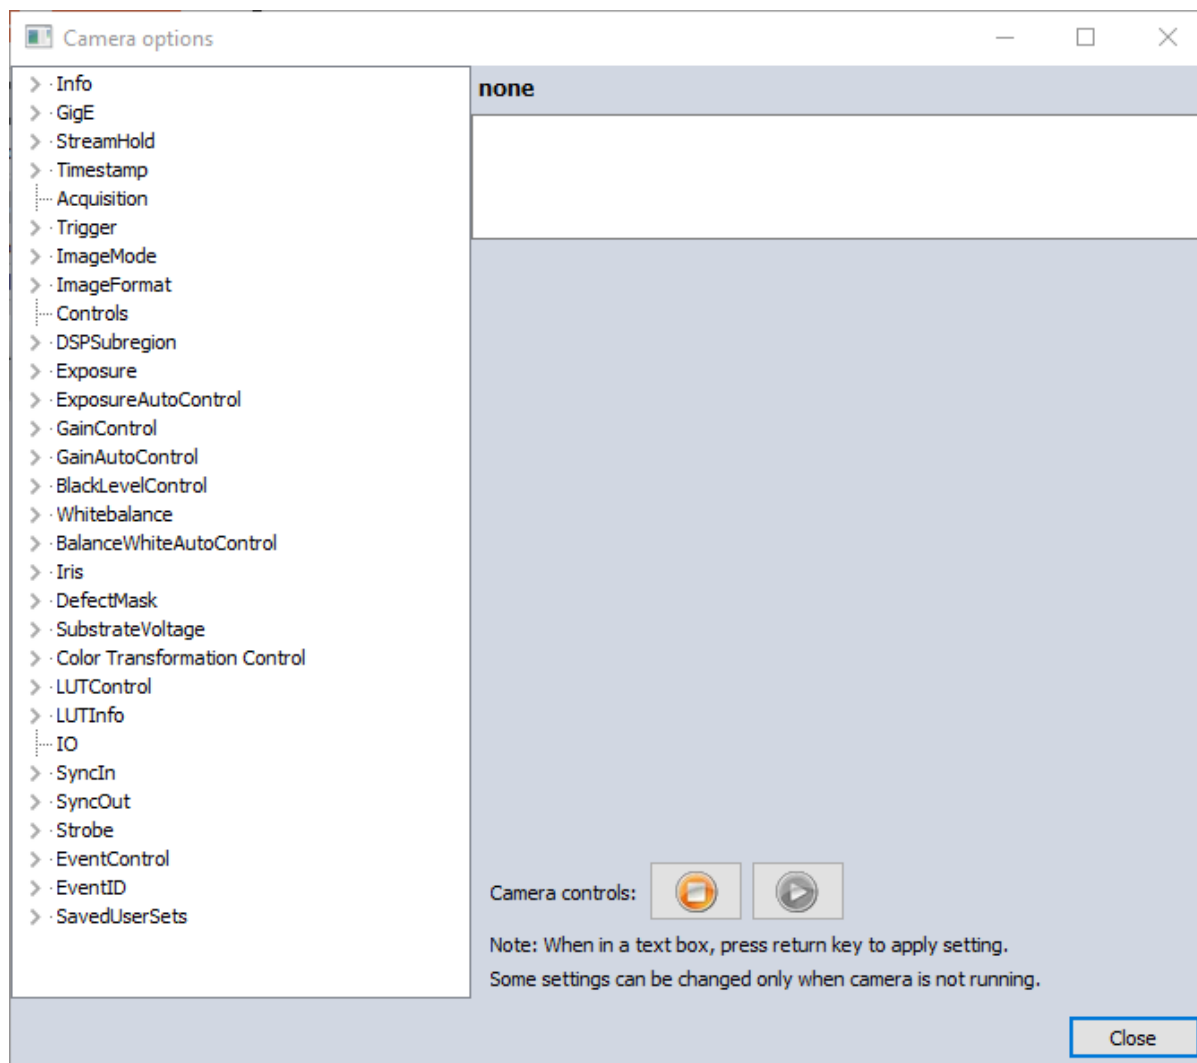 Camera options
Info
GigE
StreamHold
Timestamp
Acquisition
Trigger
ImageMode
ImageFormat
Controls
DSPSubregion
Exposure
ExposureAutoControl
GainControl
GainAutoControl
BlackLevelControl
Whitebalance
BalanceWhiteAutoControl
Iris
DefectMask
SubstrateVoltage
Color Transformation Control
LUTControl
LUTInfo
IO
SyncIn
SyncOut
Strobe
EventControl
EventID
SavedUserSets
none
Camera controls:
Note: When in a text box, press return key to apply setting.
Some settings can be changed only when camera is not running.
Close